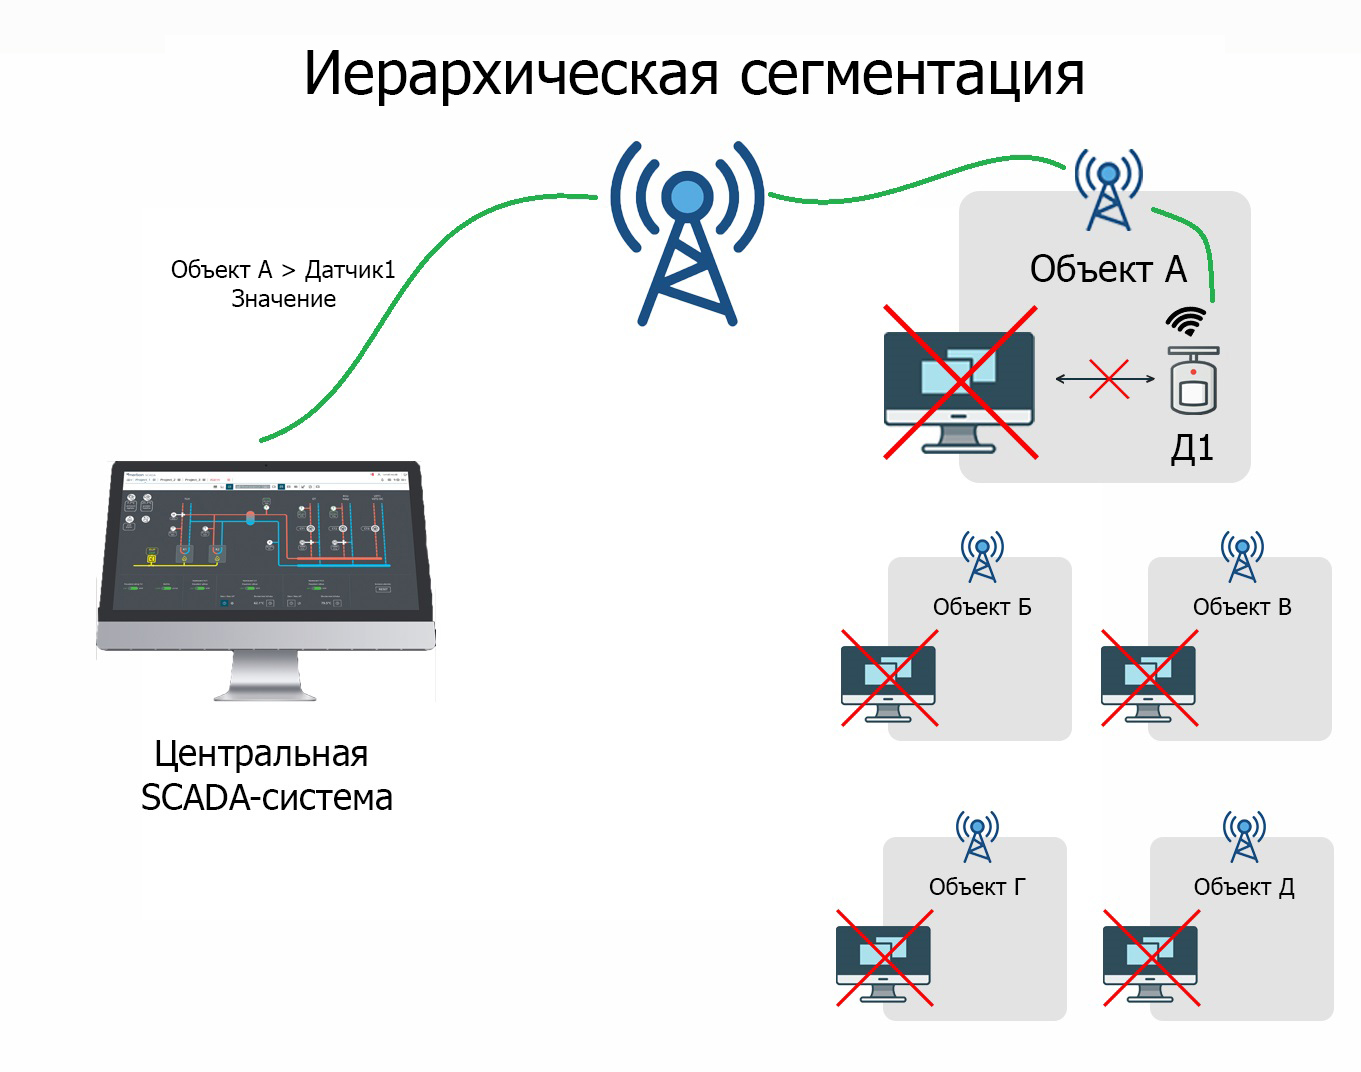 Иерархическая сегментация
Объект А > Датчик1
Значение
Объект А
Д1
Центральная
SCADA-система
Объект Б
Объект В
Объект Г
Объект Д